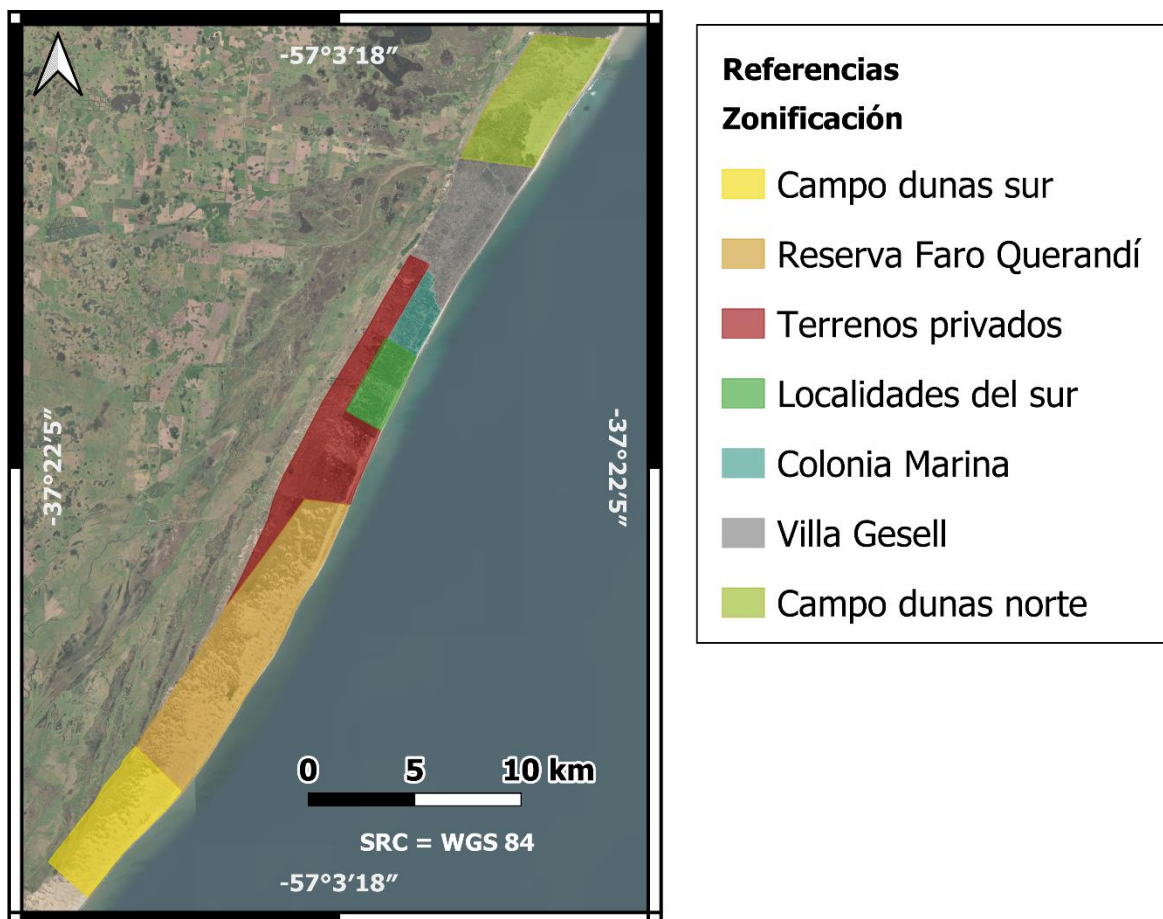 -57°3'18"
-37°22'5"
-37°22'5"
0 5 10 km
SRC = WGS 84
-57°3'18"
Referencias
Zonificación
Campo dunas sur
Reserva Faro Querandí
Terrenos privados
Localidades del sur
Colonia Marina
Villa Gesell
Campo dunas norte